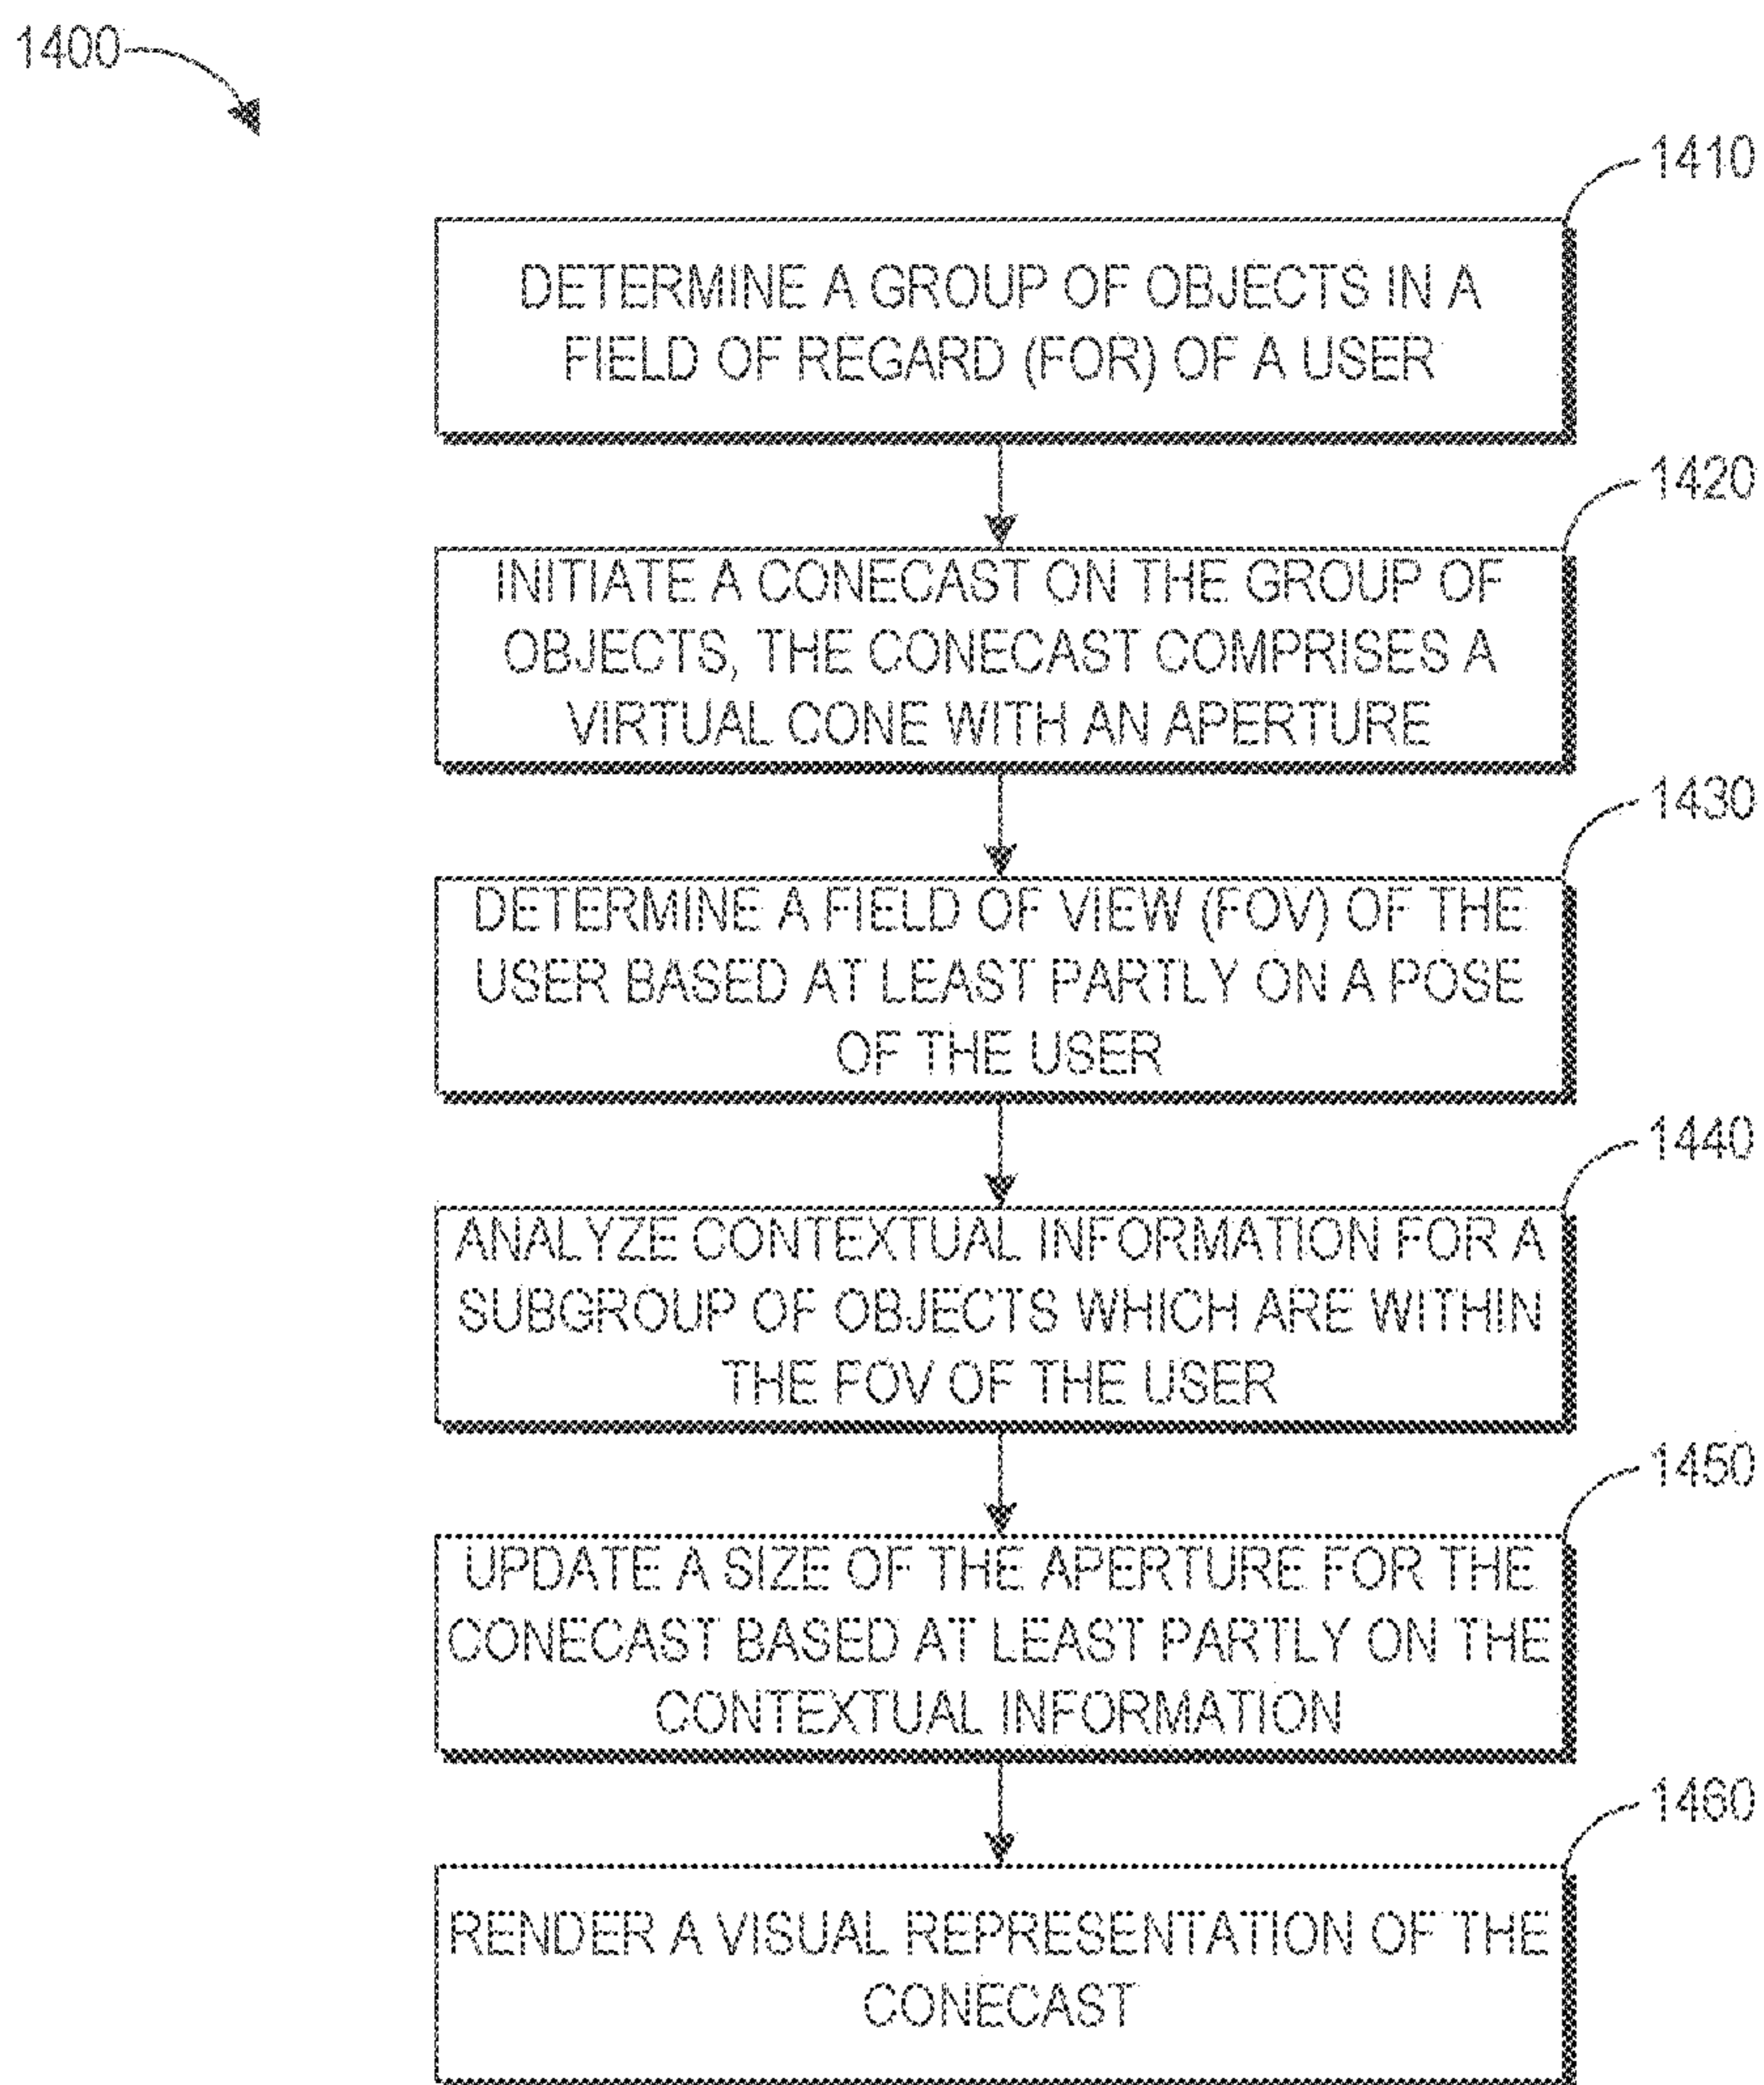 1400
1410
DETERMINE A GROUP OF OBJECTS IN A
FIELD OF REGARD (FOR) OF A USER
1420
INITIATE A CONECAST ON THE GROUP OF
OBJECTS, THE CONECAST COMPRISES A
VIRTUAL CONE WITH AN APERTURE
1430
DETERMINE A FIELD OF VIEW (FOV) OF THE
USER BASED AT LEAST PARTLY ON A POSE
OF THE USER
1440
ANALYZE CONTEXTUAL INFORMATION FOR A
SUBGROUP OF OBJECTS WHICH ARE WITHIN
THE FOV OF THE USER
1450
UPDATE A SIZE OF THE APERTURE FOR THE
CONECAST BASED AT LEAST PARTLY ON THE
CONTEXTUAL INFORMATION
1460
RENDER A VISUAL REPRESENTATION OF THE
CONECAST